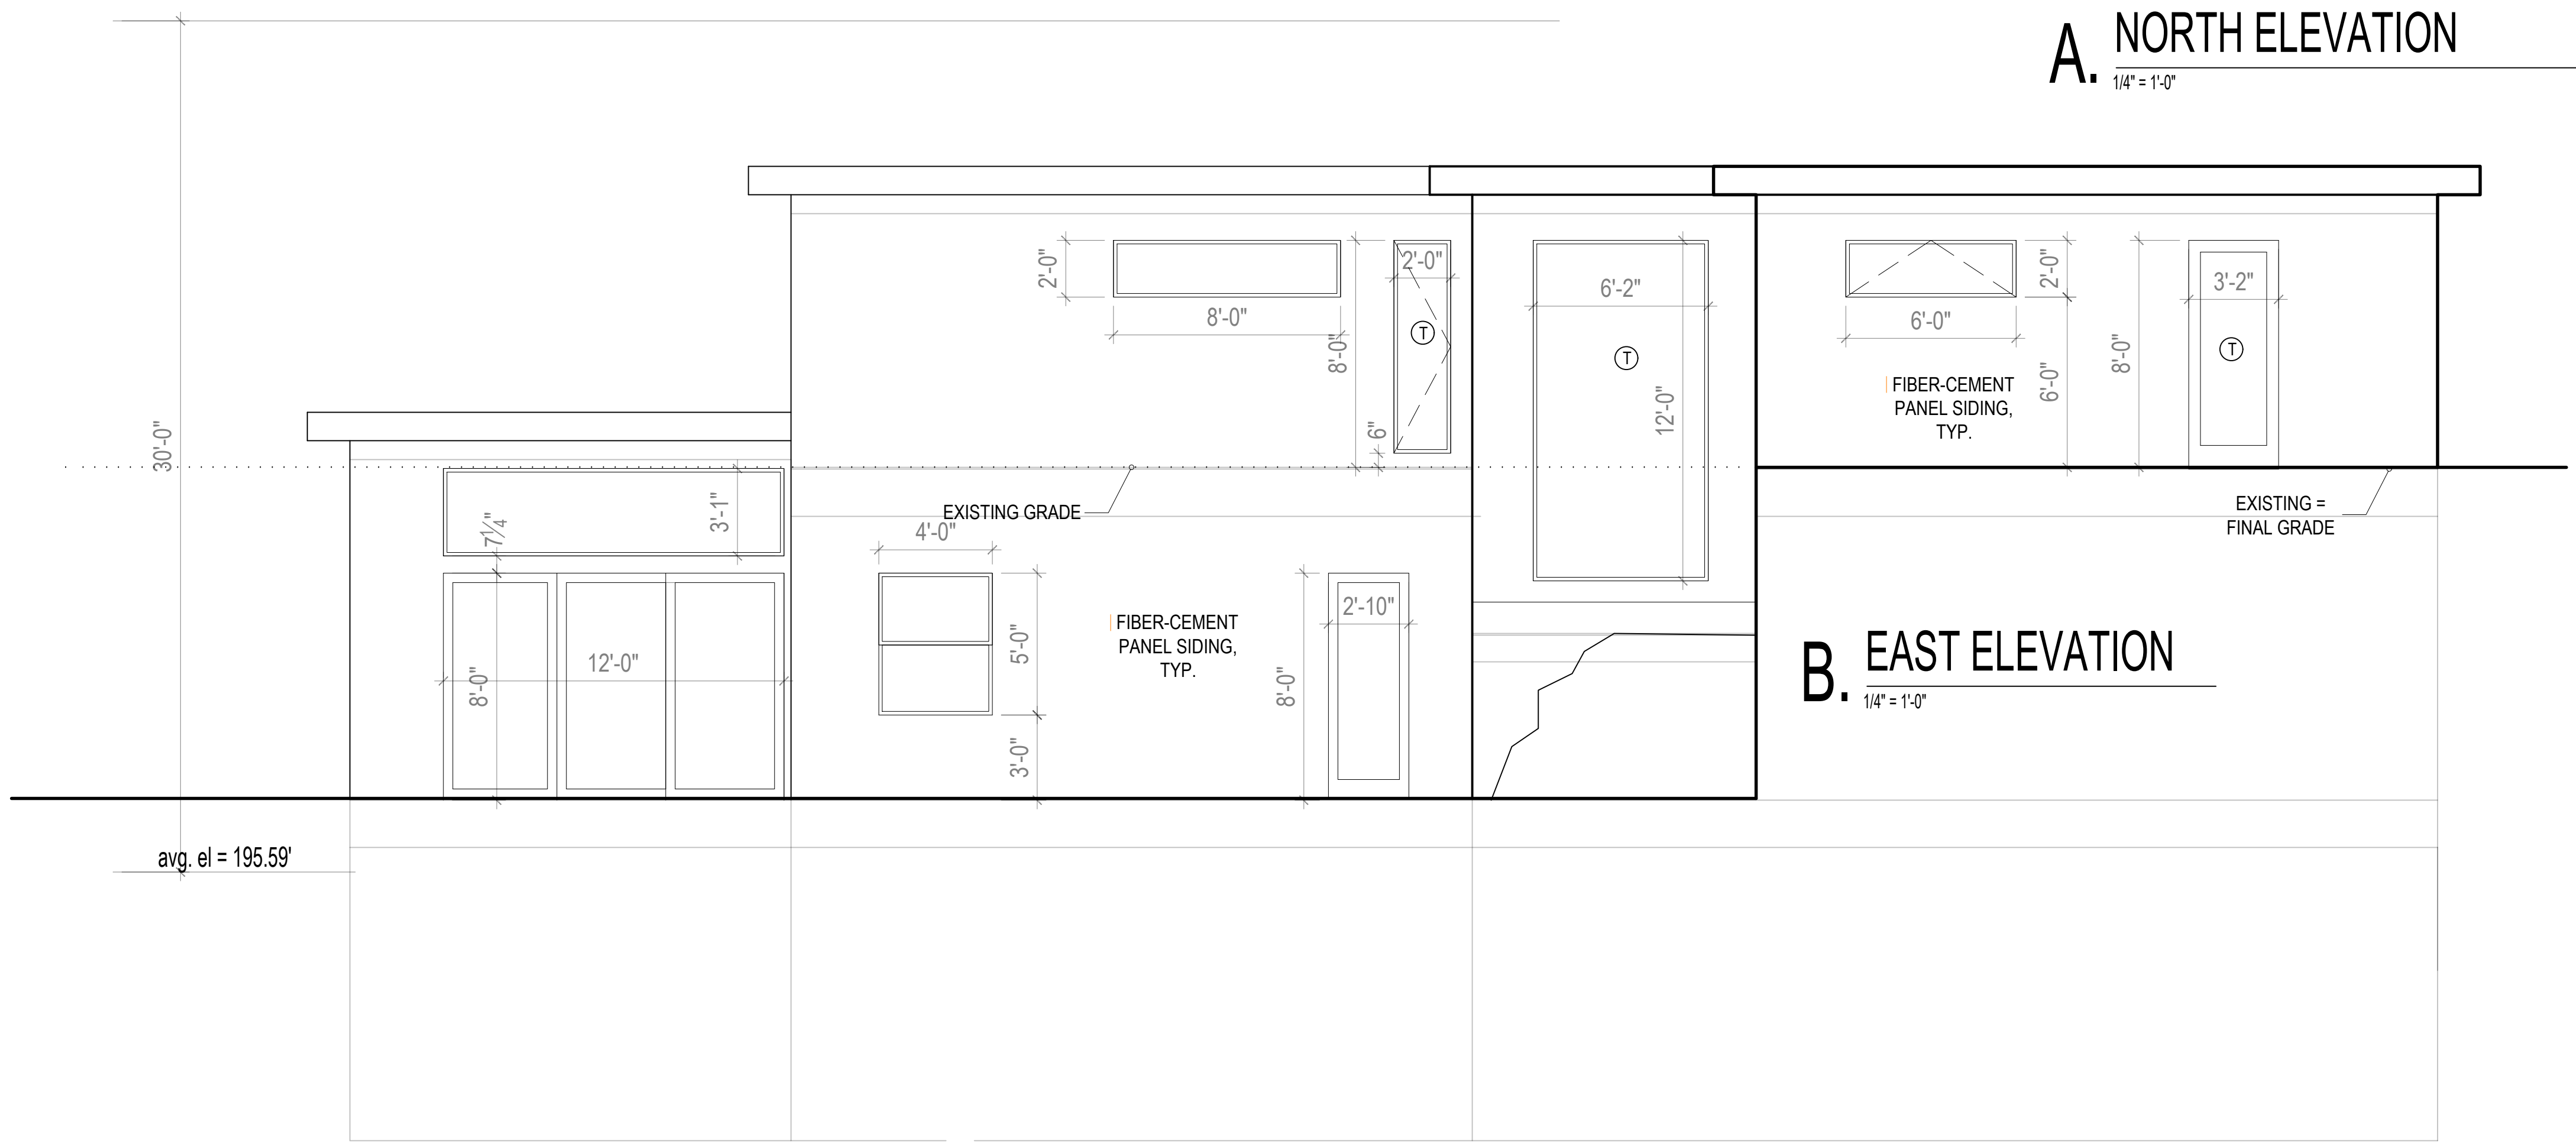 A. NORTH ELEVATION
1/4" = 1'-0"
2'-0"
8'-0"
8'-0"
6"
2'-0"
T
6'-2"
T
12'-0"
6'-0"
2'-0"
6'-0"
8'-0"
3'-2"
T
FIBER-CEMENT
PANEL SIDING,
TYP.
30'-0"
EXISTING GRADE
EXISTING =
FINAL GRADE
7 1/4"
3'-1"
4'-0"
5'-0"
3'-0"
FIBER-CEMENT
PANEL SIDING,
TYP.
2'-10"
8'-0"
12'-0"
8'-0"
B. EAST ELEVATION
1/4" = 1'-0"
avg. el = 195.59'